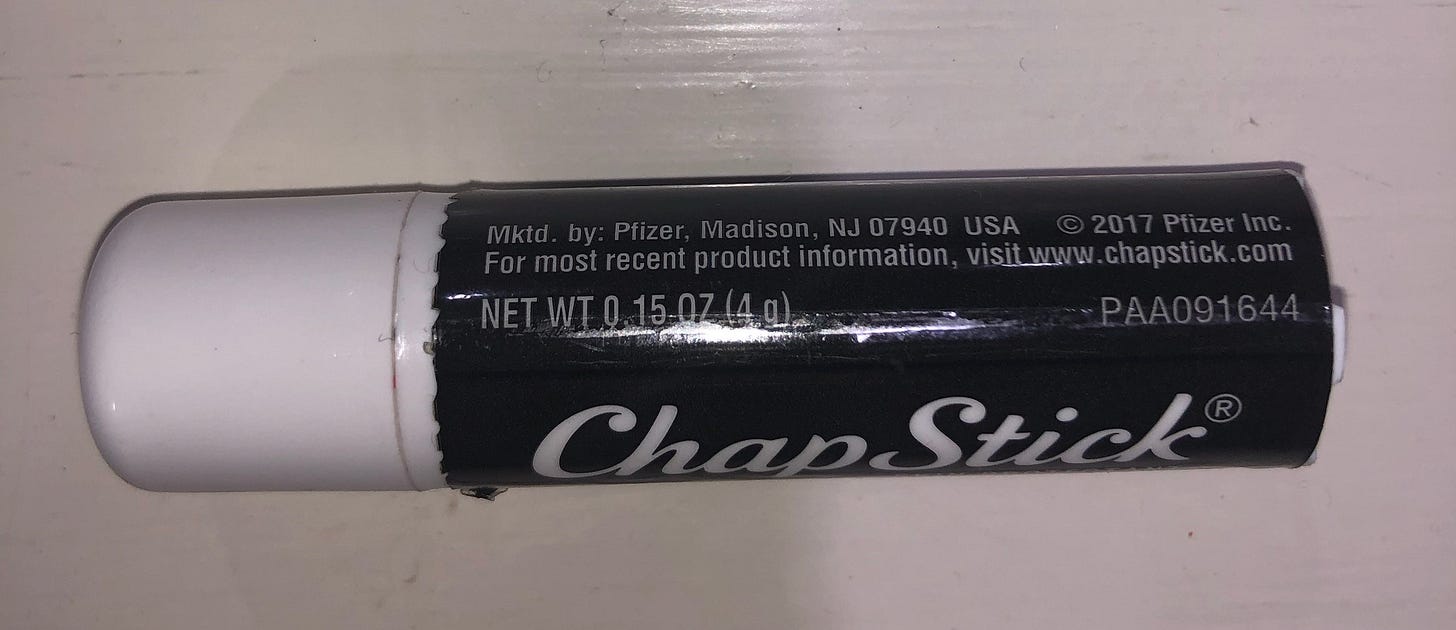 Mktd. by: Pfizer, Madison, NJ 07940 USA © 2017 Pfizer Inc.
For most recent product information, visit www.chapstick.com
NET WT 0.15 OZ (4 g) PAA091644
ChapStick®